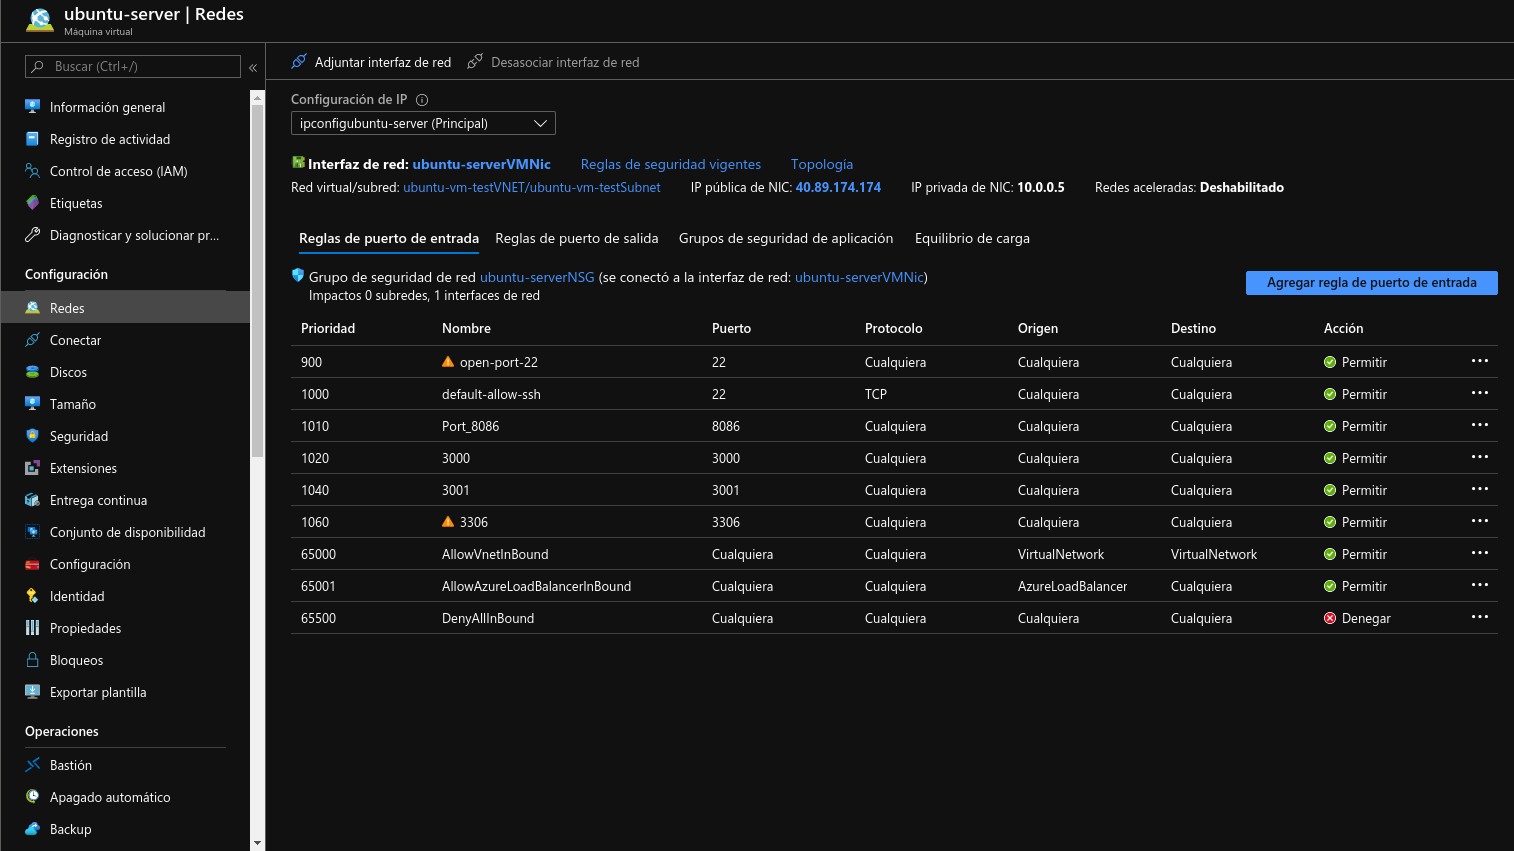 ubuntu-server | Redes
Máquina virtual
Buscar (Ctrl+/)
«
Información general
Registro de actividad
Control de acceso (IAM)
Etiquetas
Diagnosticar y solucionar pr...
Configuración
Redes
Conectar
Discos
Tamaño
Seguridad
Extensiones
Entrega continua
Conjunto de disponibilidad
Configuración
Identidad
Propiedades
Bloqueos
Exportar plantilla
Operaciones
Bastión
Apagado automático
Backup
Adjuntar interfaz de red Desasociar interfaz de red
Configuración de IP
ipconfigubuntu-server (Principal)
Interfaz de red: ubuntu-serverVMNic Reglas de seguridad vigentes Topología
Red virtual/subred: ubuntu-vm-testVNET/ubuntu-vm-testSubnet IP pública de NIC: 40.89.174.174 IP privada de NIC: 10.0.0.5 Redes aceleradas: Deshabilitado
Reglas de puerto de entrada Reglas de puerto de salida Grupos de seguridad de aplicación Equilibrio de carga
Grupo de seguridad de red ubuntu-serverNSG (se conectó a la interfaz de red: ubuntu-serverVMNic)
Impactos 0 subredes, 1 interfaces de red
Agregar regla de puerto de entrada
Prioridad Nombre Puerto Protocolo Origen Destino Acción
900 open-port-22 22 Cualquiera Cualquiera Cualquiera Permitir ...
1000 default-allow-ssh 22 TCP Cualquiera Cualquiera Permitir ...
1010 Port_8086 8086 Cualquiera Cualquiera Cualquiera Permitir ...
1020 3000 3000 Cualquiera Cualquiera Cualquiera Permitir ...
1040 3001 3001 Cualquiera Cualquiera Cualquiera Permitir ...
1060 3306 3306 Cualquiera Cualquiera Cualquiera Permitir ...
65000 AllowVnetInBound Cualquiera Cualquiera VirtualNetwork VirtualNetwork Permitir ...
65001 AllowAzureLoadBalancerInBound Cualquiera Cualquiera AzureLoadBalancer Cualquiera Permitir ...
65500 DenyAllInBound Cualquiera Cualquiera Cualquiera Cualquiera Denegar ...